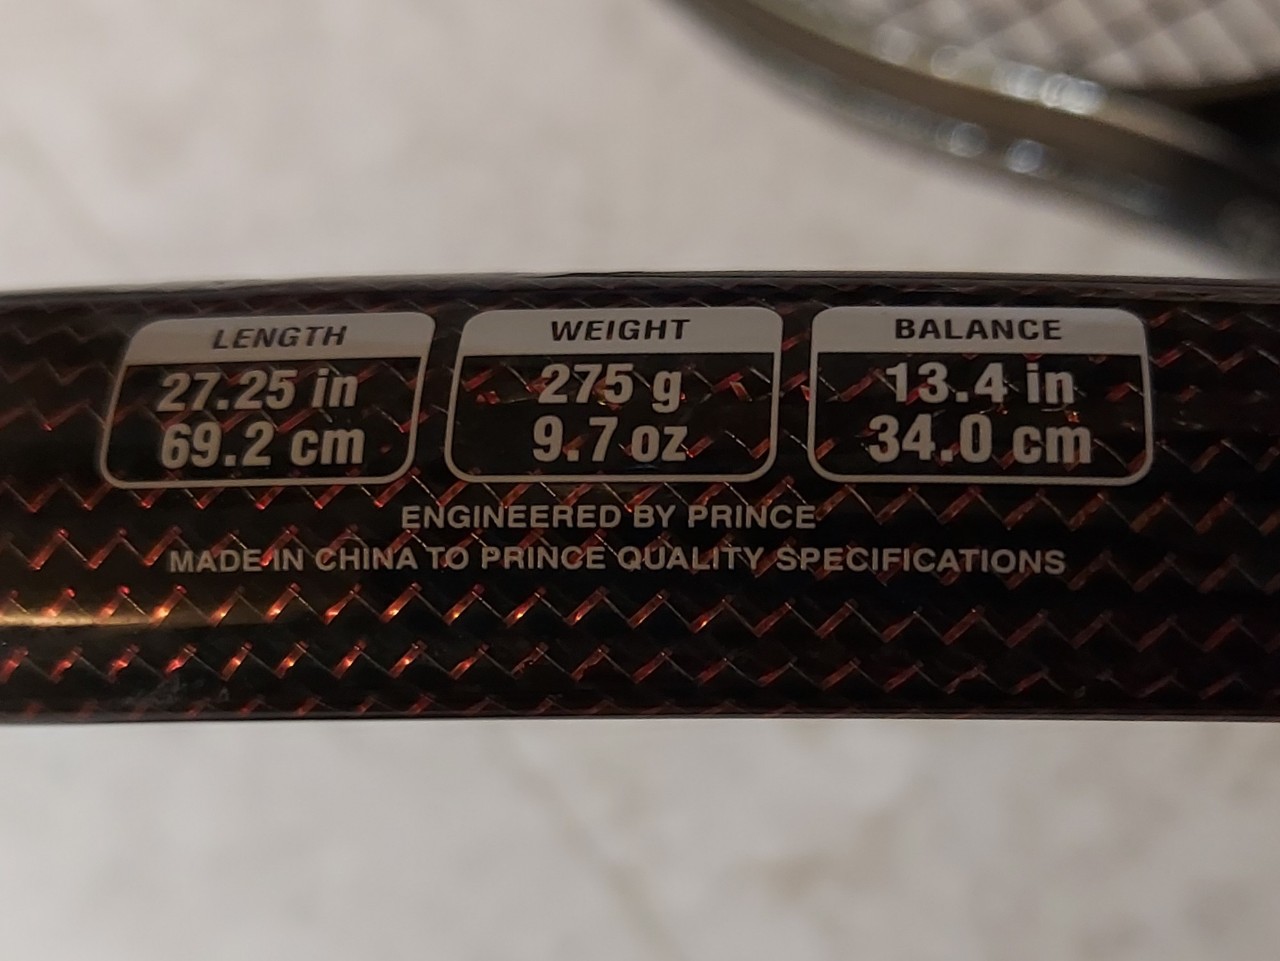 LENGTH
27.25 in
69.2 cm
WEIGHT
275 g
9.7 oz
BALANCE
13.4 in
34.0 cm
ENGINEERED BY PRINCE
MADE IN CHINA TO PRINCE QUALITY SPECIFICATIONS